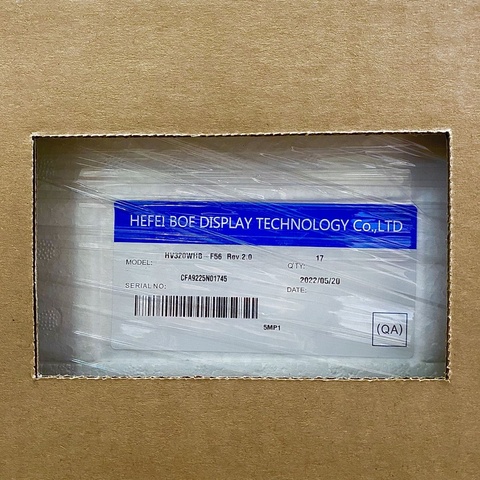 HEFEI BOE DISPLAY TECHNOLOGY Co.,LTD
MODEL: HV320WHB-F56 Rev 2.0 QTY: 17
SERIAL NO: CFA9225N01745 DATE: 2022/05/20
5MP1
(QA)